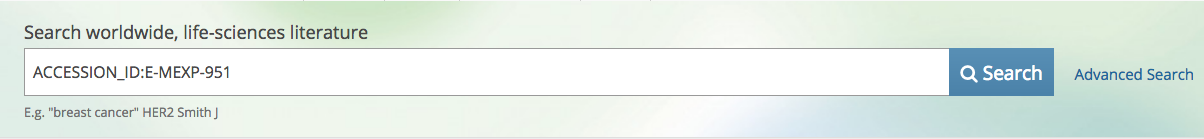 Search worldwide, life-sciences literature
ACCESSION_ID:E-MEXP-951 Search Advanced Search
E.g. "breast cancer" HER2 Smith J